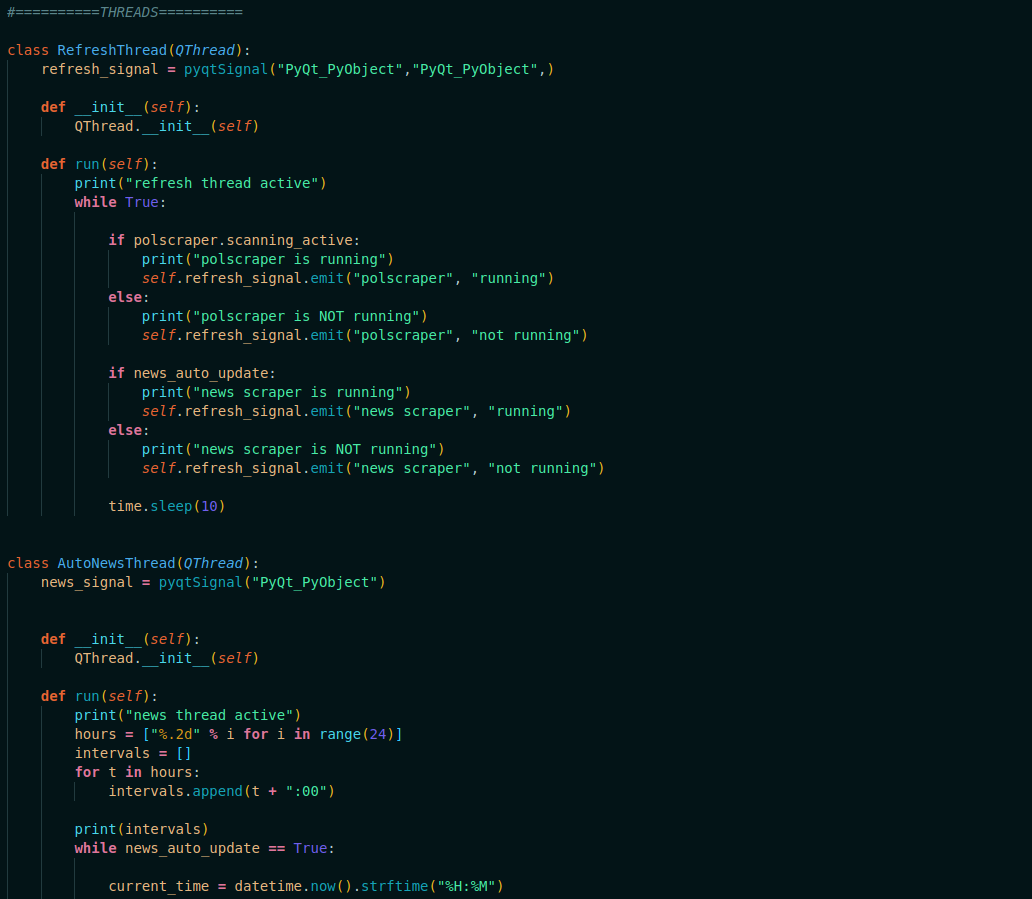 #==========THREADS==========
class RefreshThread(QThread):
    refresh_signal = pyqtSignal("PyQt_PyObject","PyQt_PyObject",)
    def __init__(self):
        QThread.__init__(self)
    def run(self):
        print("refresh thread active")
        while True:
            if polscraper.scanning_active:
                print("polscraper is running")
                self.refresh_signal.emit("polscraper", "running")
            else:
                print("polscraper is NOT running")
                self.refresh_signal.emit("polscraper", "not running")
            if news_auto_update:
                print("news scraper is running")
                self.refresh_signal.emit("news scraper", "running")
            else:
                print("news scraper is NOT running")
                self.refresh_signal.emit("news scraper", "not running")
            time.sleep(10)
class AutoNewsThread(QThread):
    news_signal = pyqtSignal("PyQt_PyObject")
    def __init__(self):
        QThread.__init__(self)
    def run(self):
        print("news thread active")
        hours = ["%.2d" % i for i in range(24)]
        intervals = []
        for t in hours:
            intervals.append(t + ":00")
        print(intervals)
        while news_auto_update == True:
            current_time = datetime.now().strftime("%H:%M")